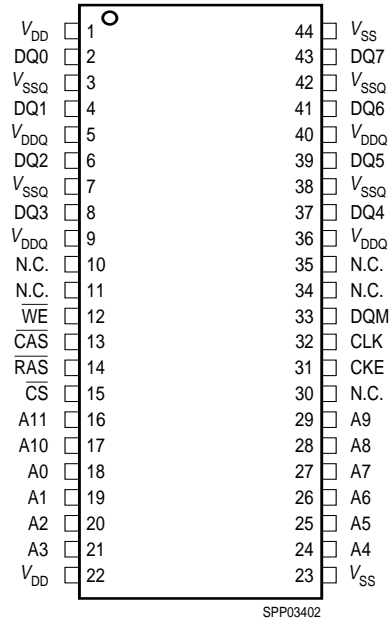 VDD 1 44 VSS
DQ0 2 43 DQ7
VSSQ 3 42 VSSQ
DQ1 4 41 DQ6
VDDQ 5 40 VDDQ
DQ2 6 39 DQ5
VSSQ 7 38 VSSQ
DQ3 8 37 DQ4
VDDQ 9 36 VDDQ
N.C. 10 35 N.C.
N.C. 11 34 N.C.
W̅E̅ 12 33 DQM
C̅A̅S̅ 13 32 CLK
R̅A̅S̅ 14 31 CKE
C̅S̅ 15 30 N.C.
A11 16 29 A9
A10 17 28 A8
A0 18 27 A7
A1 19 26 A6
A2 20 25 A5
A3 21 24 A4
VDD 22 23 VSS
SPP03402